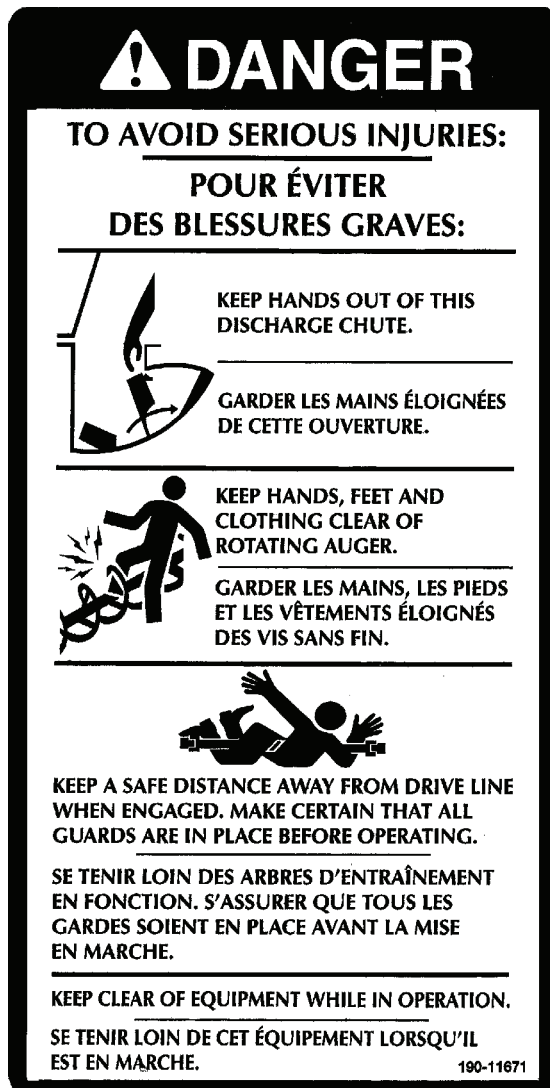 DANGER
TO AVOID SERIOUS INJURIES:
POUR ÉVITER
DES BLESSURES GRAVES:
KEEP HANDS OUT OF THIS
DISCHARGE CHUTE.
GARDER LES MAINS ÉLOIGNÉES
DE CETTE OUVERTURE.
KEEP HANDS, FEET AND
CLOTHING CLEAR OF
ROTATING AUGER.
GARDER LES MAINS, LES PIEDS
ET LES VÊTEMENTS ÉLOIGNÉS
DES VIS SANS FIN.
KEEP A SAFE DISTANCE AWAY FROM DRIVE LINE
WHEN ENGAGED. MAKE CERTAIN THAT ALL
GUARDS ARE IN PLACE BEFORE OPERATING.
SE TENIR LOIN DES ARBRES D'ENTRAÎNEMENT
EN FONCTION. S'ASSURER QUE TOUS LES
GARDES SOIENT EN PLACE AVANT LA MISE
EN MARCHE.
KEEP CLEAR OF EQUIPMENT WHILE IN OPERATION.
SE TENIR LOIN DE CET ÉQUIPEMENT LORSQU'IL
EST EN MARCHE.
190-11671